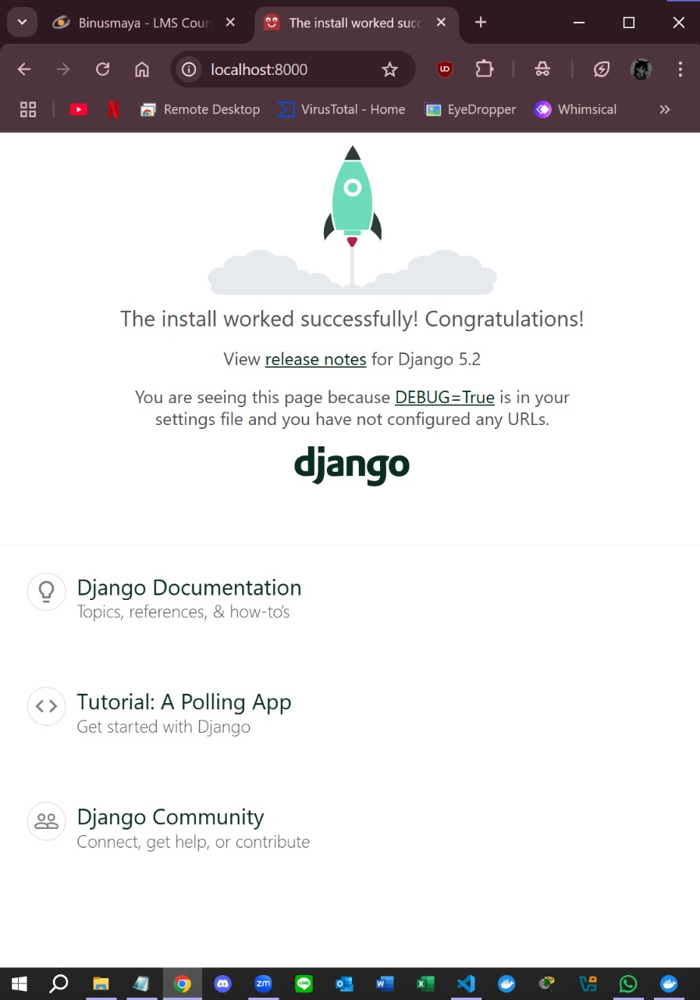 Binusmaya - LMS Cour
The install worked succ
localhost:8000
Remote Desktop
VirusTotal - Home
EyeDropper
Whimsical
The install worked successfully! Congratulations!
View release notes for Django 5.2
You are seeing this page because DEBUG=True is in your
settings file and you have not configured any URLs.
django
Django Documentation
Topics, references, & how-to's
Tutorial: A Polling App
Get started with Django
Django Community
Connect, get help, or contribute
zm
LINE